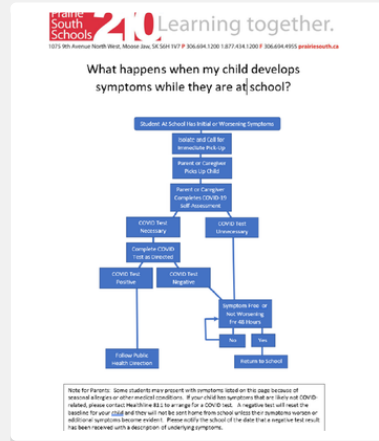 Prairie
South
Schools
210
Learning together.
1075 9th Avenue North West, Moose Jaw, SK S6H 1V7 P 306.694.1200 1.877.434.1200 F 306.694.4955 prairiesouth.ca
What happens when my child develops
symptoms while they are at school?
Student At School Has Initial or Worsening Symptoms
Isolate and Call for
Immediate Pick-Up
Parent or Caregiver
Picks Up Child
Parent or Caregiver
Completes COVID-19
Self Assessment
COVID Test
Necessary
COVID Test
Unnecessary
Complete COVID
Test as Directed
COVID Test
Positive
COVID Test
Negative
Symptom Free or
Not Worsening
For 48 Hours
No
Yes
Follow Public
Health Direction
Return to School
Note for Parents: Some students may present with symptoms listed on this page because of
seasonal allergies or other medical conditions. If your child has symptoms that are likely not COVID-
related, please contact Healthline 811 to arrange for a COVID test. A negative test will reset the
baseline for your child and they will not be sent home from school unless their symptoms worsen or
additional symptoms become evident. Please notify the school of the date that a negative test result
has been received with a description of underlying symptoms.